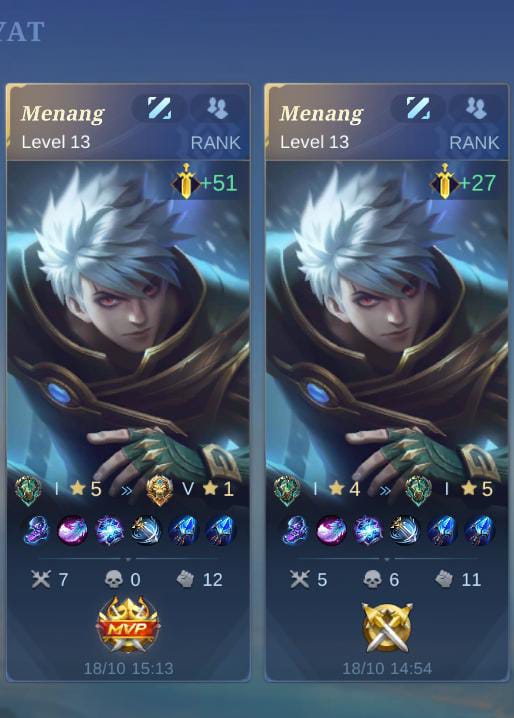 YAT
Menang
Level 13
RANK
+51
I 5 » V 1
7 0 12
MVP
18/10 15:13
Menang
Level 13
RANK
+27
I 4 » I 5
5 6 11
18/10 14:54